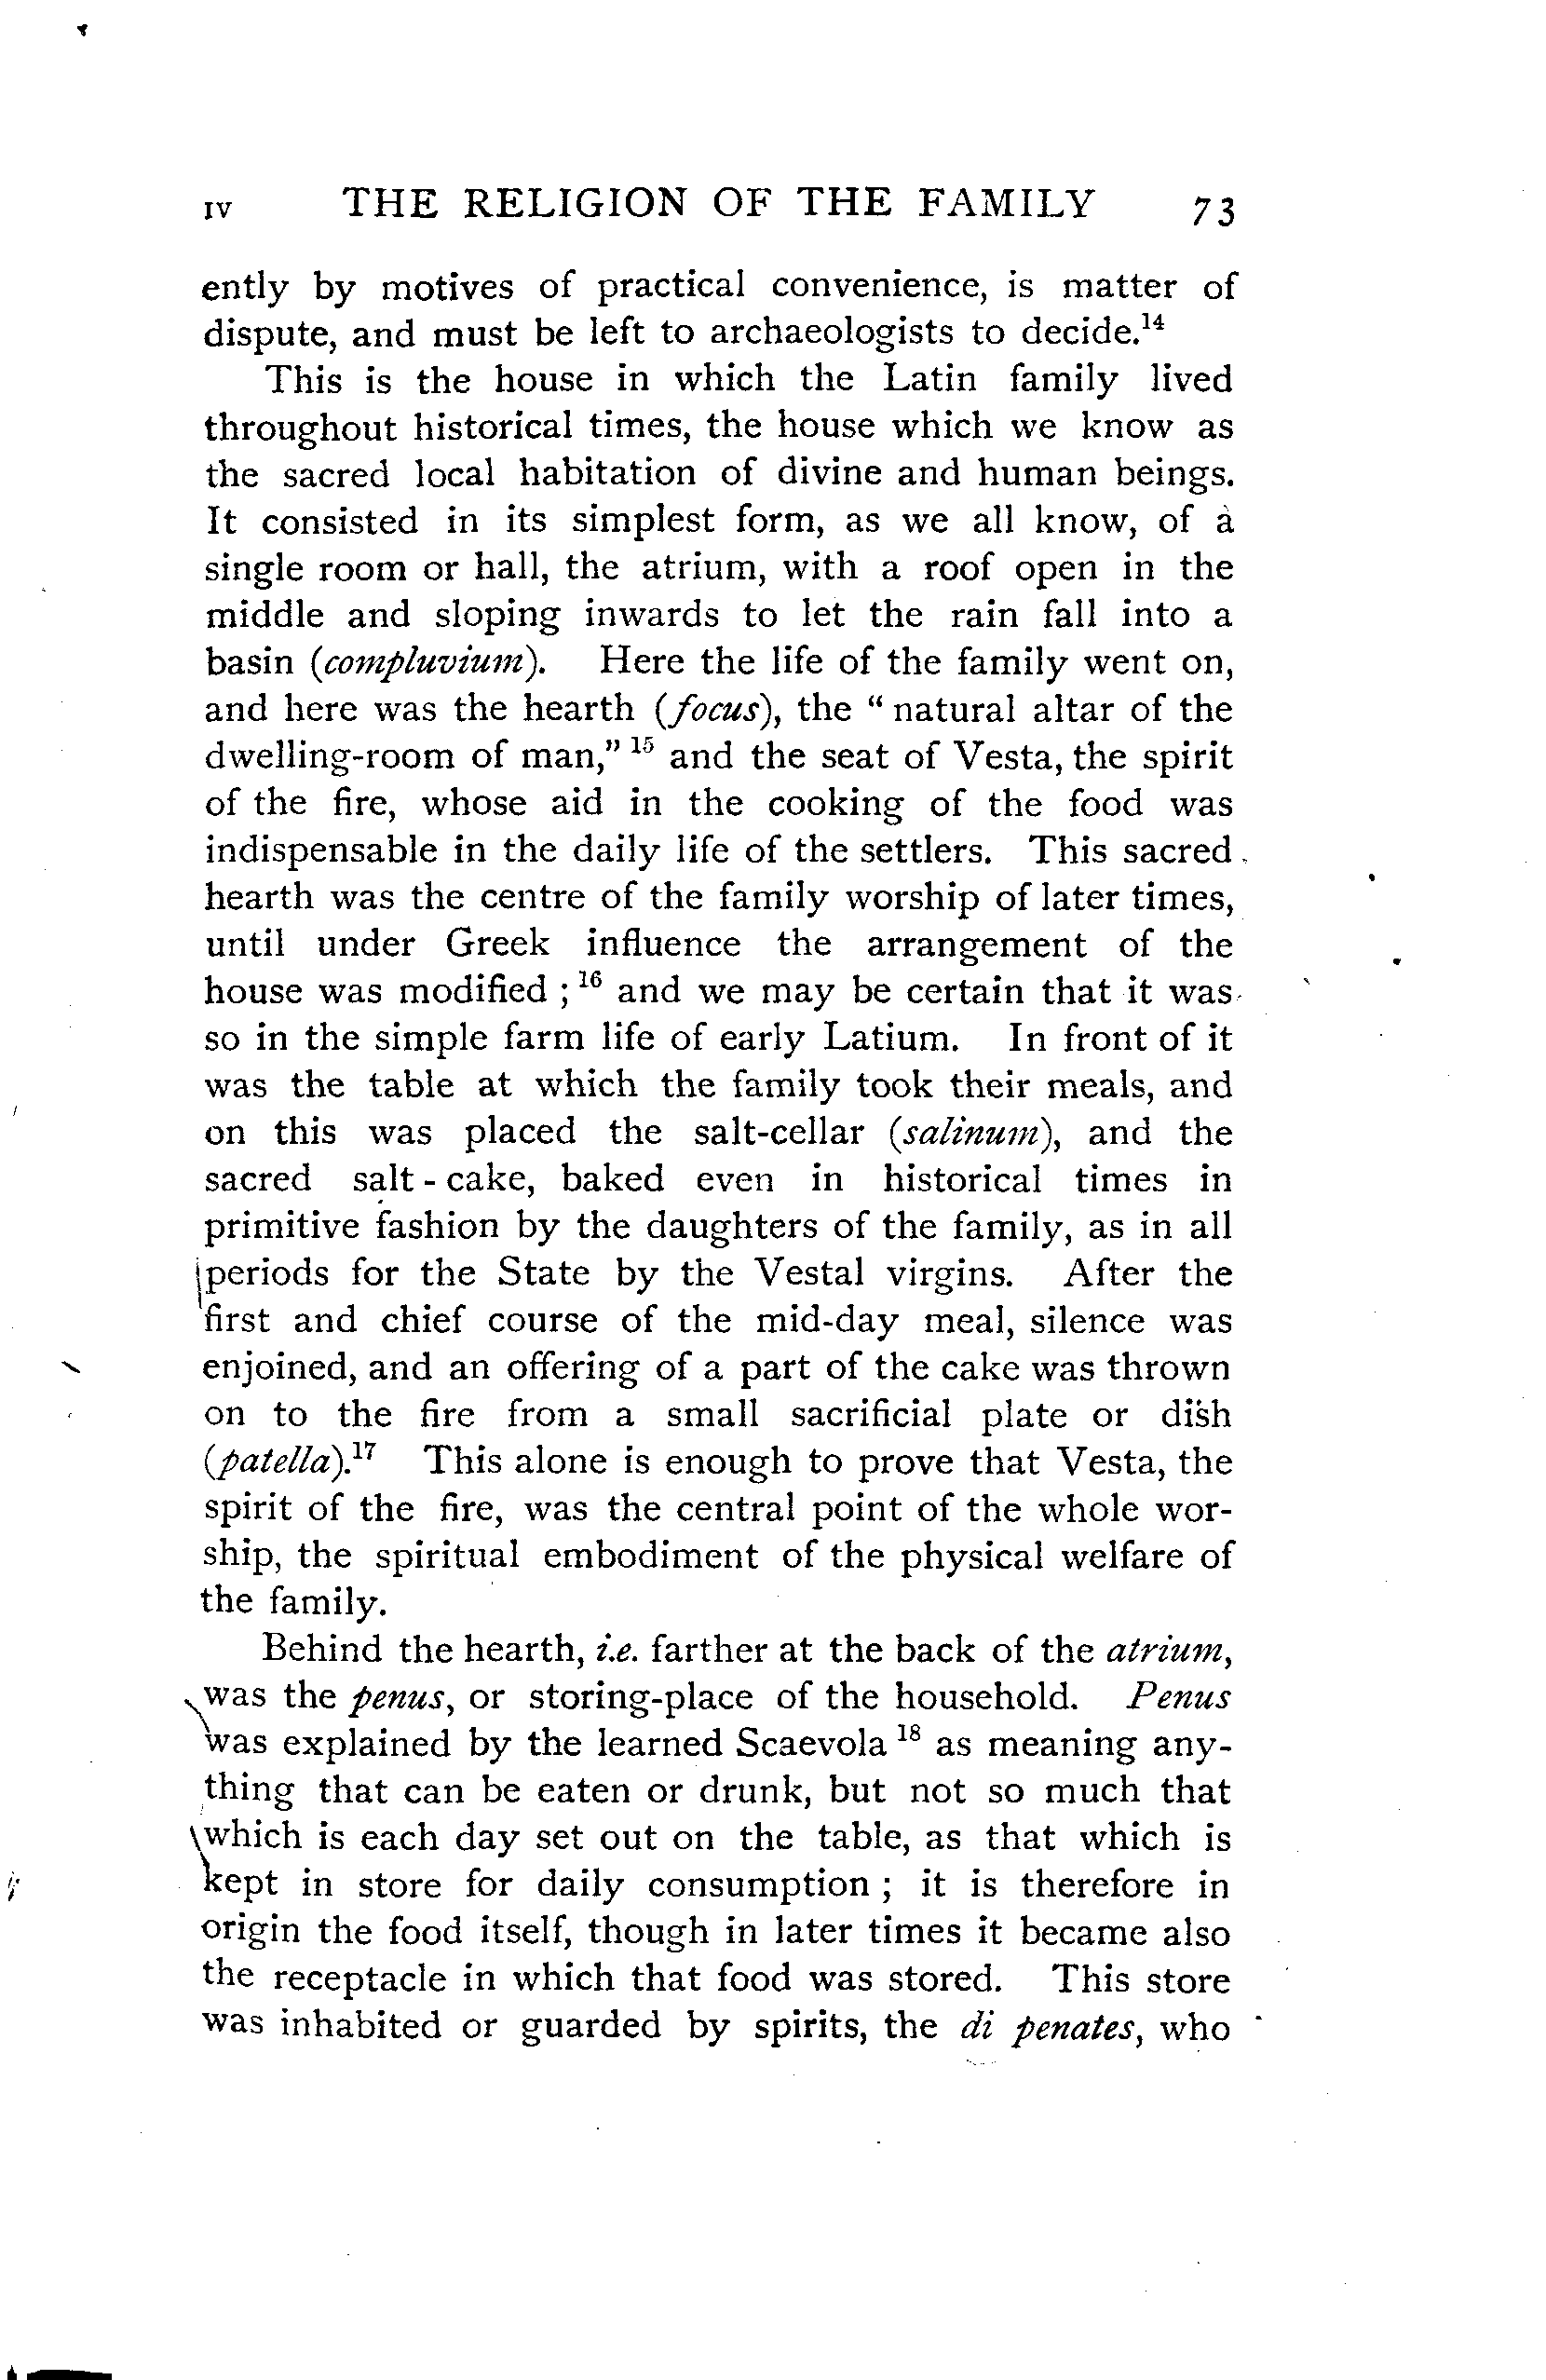 IV THE RELIGION OF THE FAMILY 73
ently by motives of practical convenience, is matter of
dispute, and must be left to archaeologists to decide.¹⁴
This is the house in which the Latin family lived
throughout historical times, the house which we know as
the sacred local habitation of divine and human beings.
It consisted in its simplest form, as we all know, of a
single room or hall, the atrium, with a roof open in the
middle and sloping inwards to let the rain fall into a
basin (compluvium). Here the life of the family went on,
and here was the hearth (focus), the “ natural altar of the
dwelling-room of man,” ¹⁵ and the seat of Vesta, the spirit
of the fire, whose aid in the cooking of the food was
indispensable in the daily life of the settlers. This sacred
hearth was the centre of the family worship of later times,
until under Greek influence the arrangement of the
house was modified ; ¹⁶ and we may be certain that it was
so in the simple farm life of early Latium. In front of it
was the table at which the family took their meals, and
on this was placed the salt-cellar (salinum), and the
sacred salt - cake, baked even in historical times in
primitive fashion by the daughters of the family, as in all
periods for the State by the Vestal virgins. After the
first and chief course of the mid-day meal, silence was
enjoined, and an offering of a part of the cake was thrown
on to the fire from a small sacrificial plate or dish
(patella).¹⁷ This alone is enough to prove that Vesta, the
spirit of the fire, was the central point of the whole wor-
ship, the spiritual embodiment of the physical welfare of
the family.
Behind the hearth, i.e. farther at the back of the atrium,
was the penus, or storing-place of the household. Penus
was explained by the learned Scaevola ¹⁸ as meaning any-
thing that can be eaten or drunk, but not so much that
which is each day set out on the table, as that which is
kept in store for daily consumption ; it is therefore in
origin the food itself, though in later times it became also
the receptacle in which that food was stored. This store
was inhabited or guarded by spirits, the di penates, who